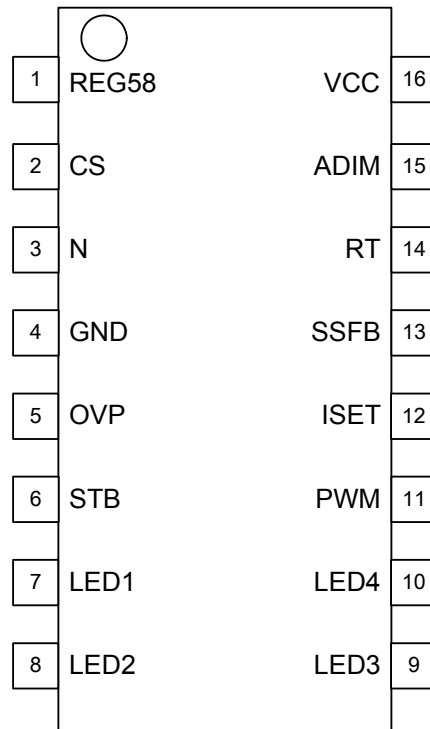 1 REG58 VCC 16
2 CS ADIM 15
3 N RT 14
4 GND SSFB 13
5 OVP ISET 12
6 STB PWM 11
7 LED1 LED4 10
8 LED2 LED3 9